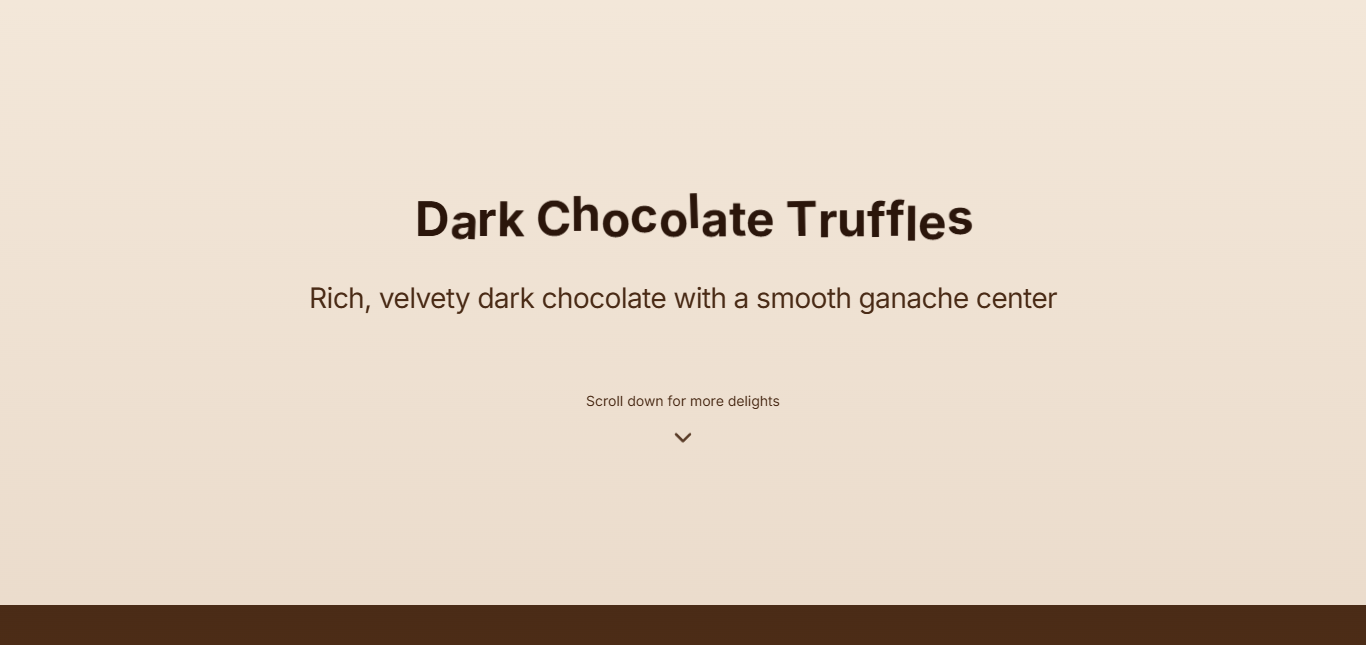 Dark Chocolate Truffles
Rich, velvety dark chocolate with a smooth ganache center
Scroll down for more delights